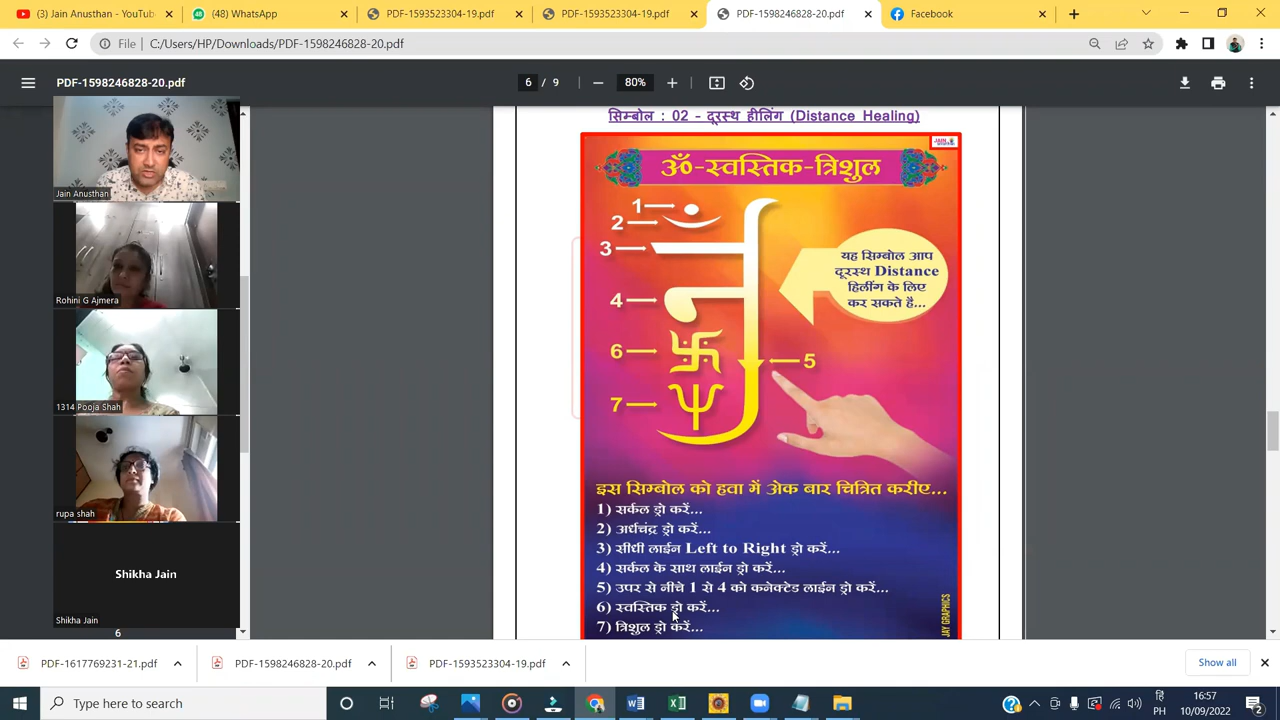 (3) Jain Anusthan - YouTub
(48) WhatsApp
PDF-1593523304-19.pdf
PDF-1593523304-19.pdf
PDF-1598246828-20.pdf
Facebook
File
C:/Users/HP/Downloads/PDF-1598246828-20.pdf
PDF-1598246828-20.pdf
6 / 9
80%
Jain Anusthan
Rohini G Ajmera
1314 Pooja Shah
rupa shah
Shikha Jain
Shikha Jain
6
सिम्बोल : 02 - दूरस्थ हीलिंग (Distance Healing)
JAIN
ॐ-स्वस्तिक-त्रिशुल
1
2
3
4
6
5
7
यह सिम्बोल आप
दूरस्थ Distance
हिलींग के लिए
कर सकते है...
इस सिम्बोल को हवा में अेक बार चित्रित करीए...
1) सर्कल ड्रो करें...
2) अर्धचंद्र ड्रो करें...
3) सीधी लाईन Left to Right ड्रो करें...
4) सर्कल के साथ लाईन ड्रो करें...
5) उपर से नीचे 1 से 4 को कनेक्टेड लाईन ड्रो करें...
6) स्वस्तिक ड्रो करें...
7) त्रिशुल ड्रो करें...
JAY GRAPHICS
PDF-1617769231-21.pdf
PDF-1598246828-20.pdf
PDF-1593523304-19.pdf
Show all
Type here to search
हि
PH
16:57
10/09/2022
2